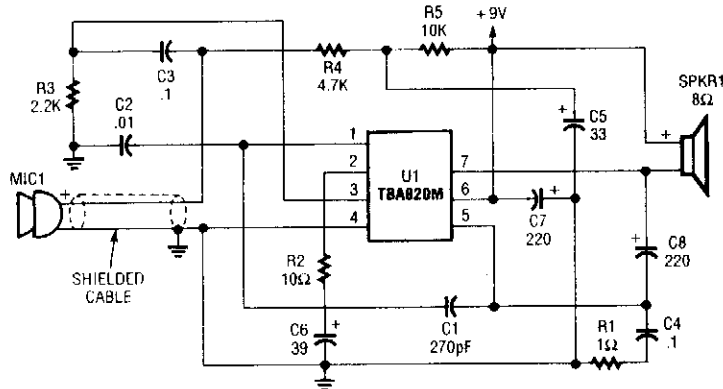 R5
10K
+9V
R3
2.2K
C3
.1
R4
4.7K
C2
.01
C5
33
+
SPKR1
8Ω
+
MIC1
+
1
2
3
4
U1
TBA820M
7
6
5
+
C7
220
+
C8
220
SHIELDED
CABLE
R2
10Ω
C6
39
+
C1
270pF
R1
1Ω
C4
.1